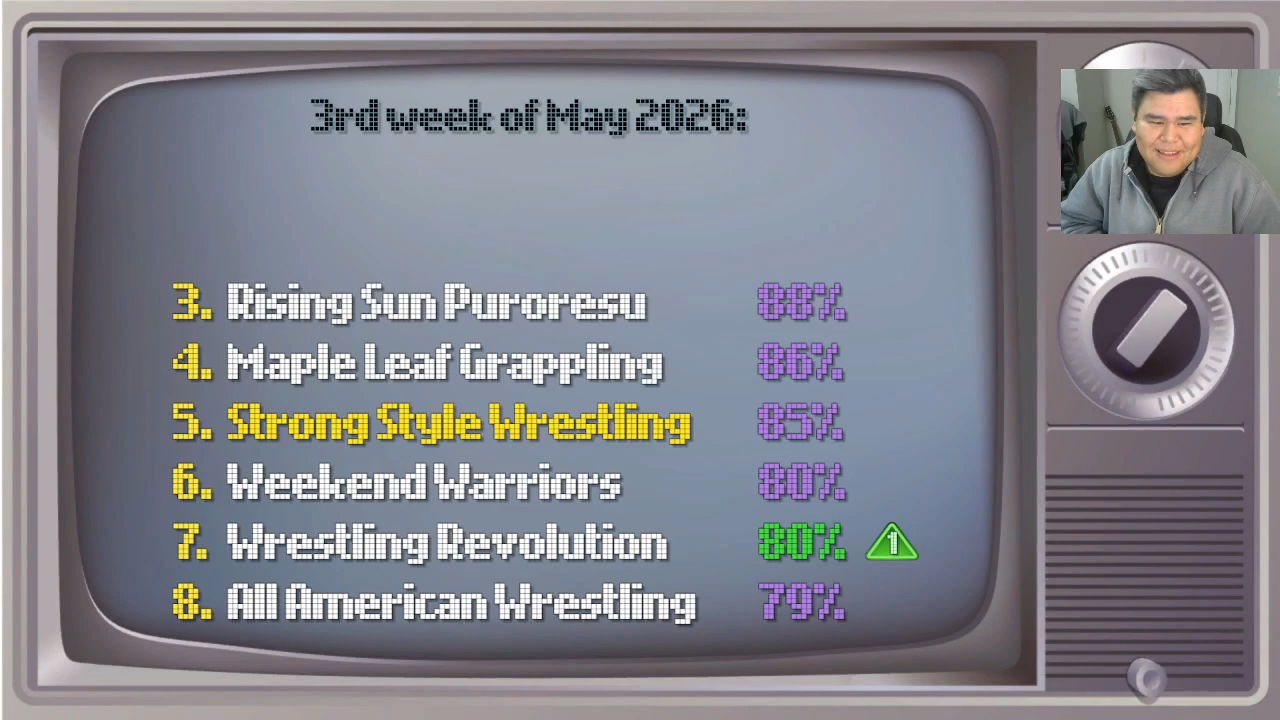 3rd week of May 2026:
3. Rising Sun Puroresu 88%
4. Maple Leaf Grappling 86%
5. Strong Style Wrestling 85%
6. Weekend Warriors 80%
7. Wrestling Revolution 80% 1
8. All American Wrestling 79%